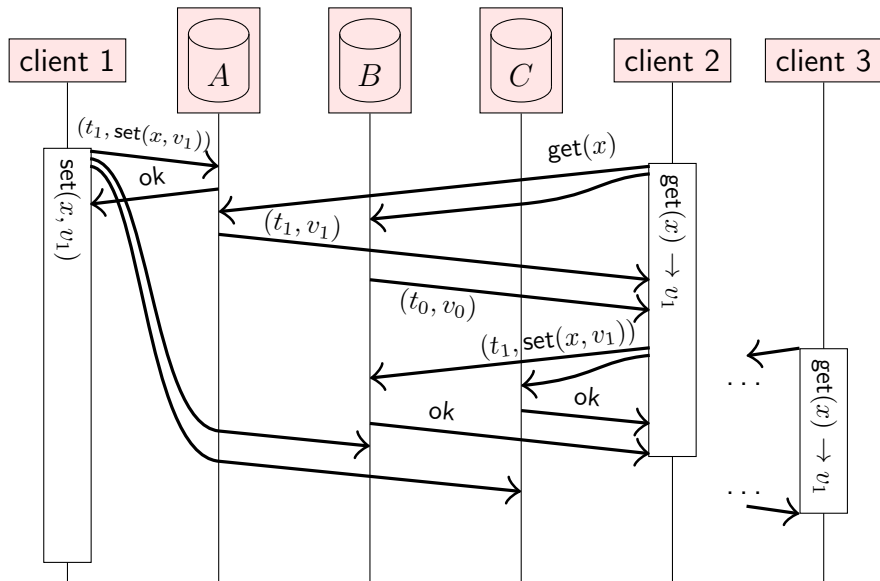 client 1
A
B
C
client 2
client 3
(t₁, set(x, v₁))
ok
set(x, v₁)
get(x)
get(x) → v₁
(t₁, v₁)
(t₀, v₀)
(t₁, set(x, v₁))
ok
ok
. . .
get(x) → v₁
. . .